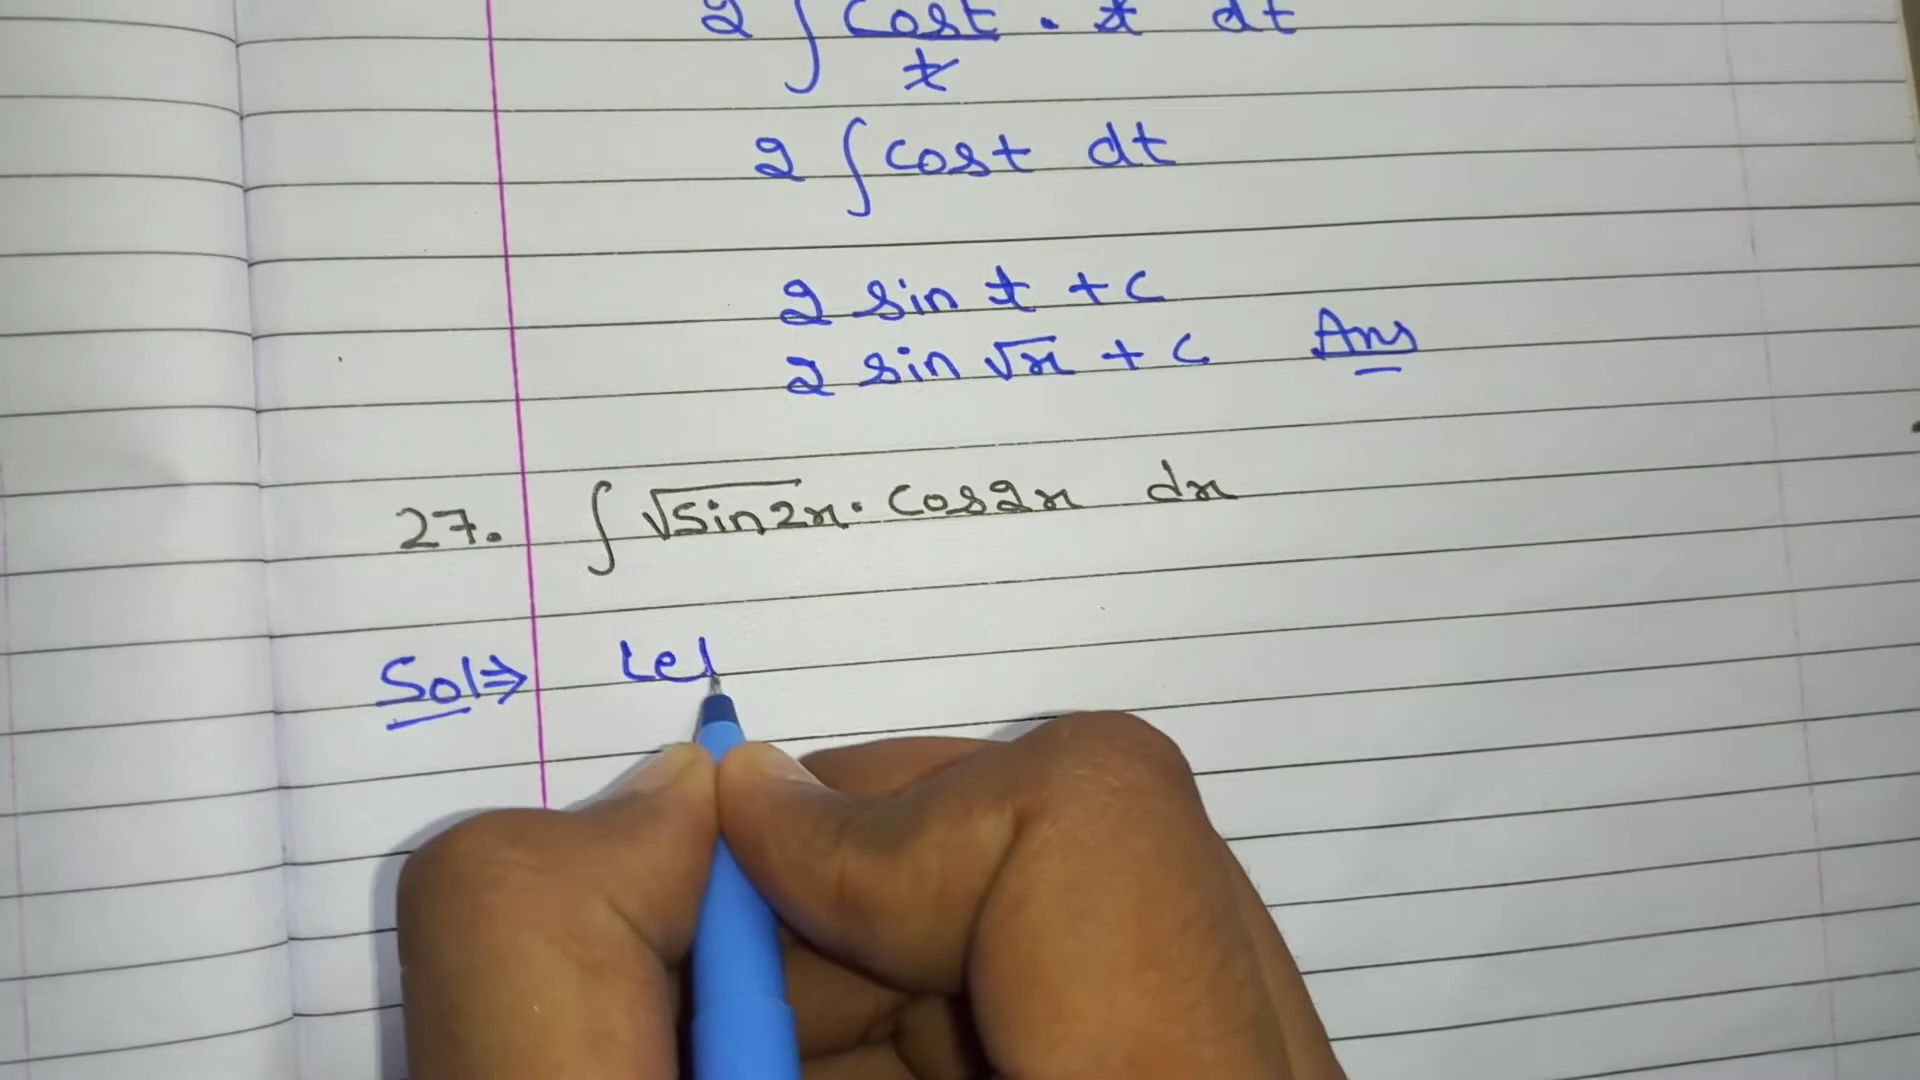 2 ∫ cost/t · t dt
2 ∫ cost dt
2 sin t + c
2 sin √x + c Ans
27. ∫ √sin2x · cos2x dx
Sol⇒ Let